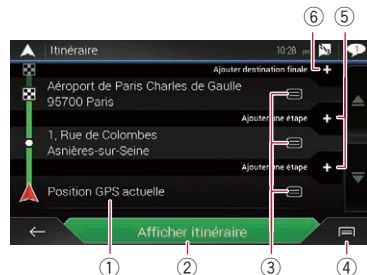 ⑥ ⑤
Itinéraire 10:28 pm 1
Ajouter destination finale +
Aéroport de Paris Charles de Gaulle
95700 Paris
Ajouter une étape +
1, Rue de Colombes
Asnières-sur-Seine
Ajouter une étape +
Position GPS actuelle
Afficher itinéraire
① ② ③ ④